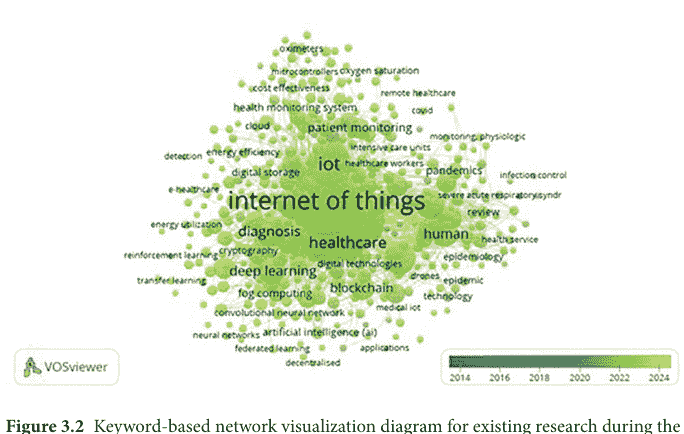 oximeters
microcontrollers oxygen saturation
cost effectiveness
remote healthcare
health monitoring system
covid
cloud
patient monitoring
monitoring, physiologic
intensive care units
detection
energy efficiency
iot
healthcare workers
digital storage
pandemics
infection control
e-healthcare
severe acute respiratory syndr
internet of things
review
energy utilization
diagnosis
human
healthcare
health service
reinforcement learning
cryptography
epidemiology
digital technologies
deep learning
drones
epidemic
transfer learning
blockchain
fog computing
technology
medical iot
convolutional neural network
neural networks
artificial intelligence (ai)
federated learning
applications
decentralised
VOSviewer
2014 2016 2018 2020 2022 2024
Figure 3.2 Keyword-based network visualization diagram for existing research during the